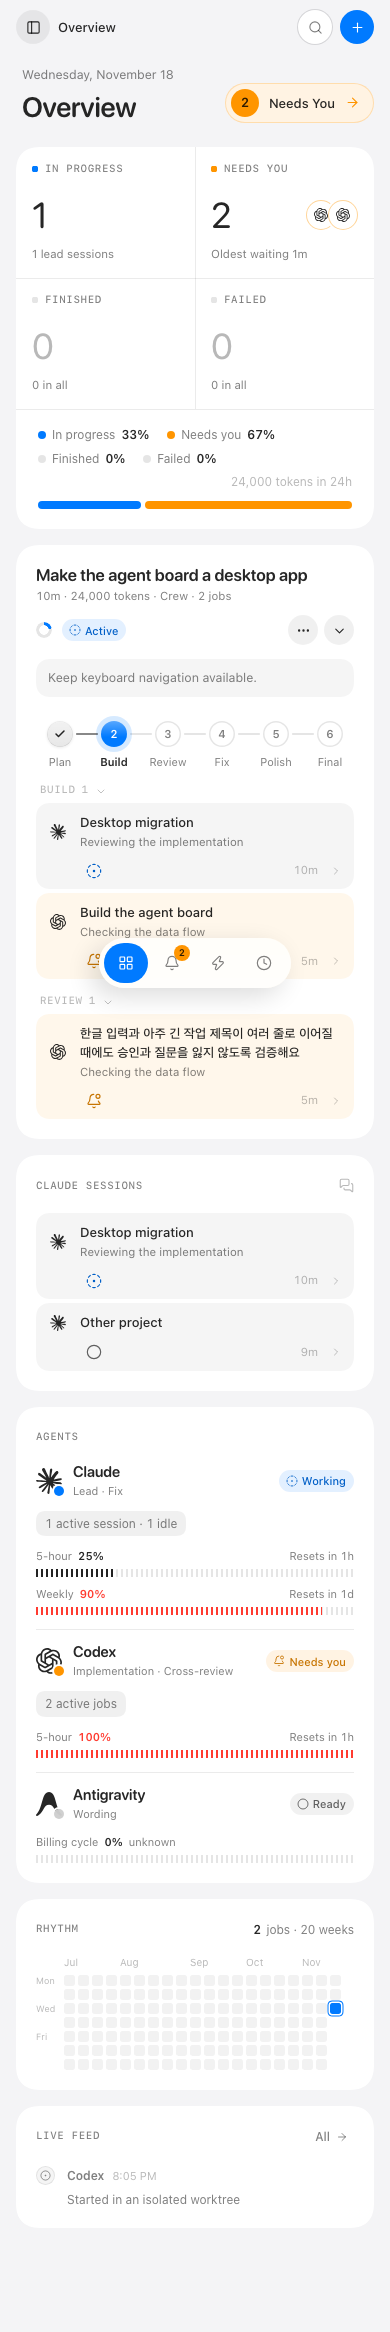 Overview
Wednesday, November 18
Overview
2 Needs You
IN PROGRESS
1
1 lead sessions
NEEDS YOU
2
Oldest waiting 1m
FINISHED
0
0 in all
FAILED
0
0 in all
In progress 33% Needs you 67%
Finished 0% Failed 0%
24,000 tokens in 24h
Make the agent board a desktop app
10m · 24,000 tokens · Crew · 2 jobs
Active
Keep keyboard navigation available.
2 3 4 5 6
Plan Build Review Fix Polish Final
BUILD 1
Desktop migration
Reviewing the implementation
10m
Build the agent board
Checking the data flow
5m
2
REVIEW 1
한글 입력과 아주 긴 작업 제목이 여러 줄로 이어질
때에도 승인과 질문을 잃지 않도록 검증해요
Checking the data flow
5m
CLAUDE SESSIONS
Desktop migration
Reviewing the implementation
10m
Other project
9m
AGENTS
Claude
Lead · Fix
Working
1 active session · 1 idle
5-hour 25% Resets in 1h
Weekly 90% Resets in 1d
Codex
Implementation · Cross-review
Needs you
2 active jobs
5-hour 100% Resets in 1h
Antigravity
Wording
Ready
Billing cycle 0% unknown
RHYTHM
2 jobs · 20 weeks
Jul Aug Sep Oct Nov
Mon
Wed
Fri
LIVE FEED
All
Codex 8:05 PM
Started in an isolated worktree